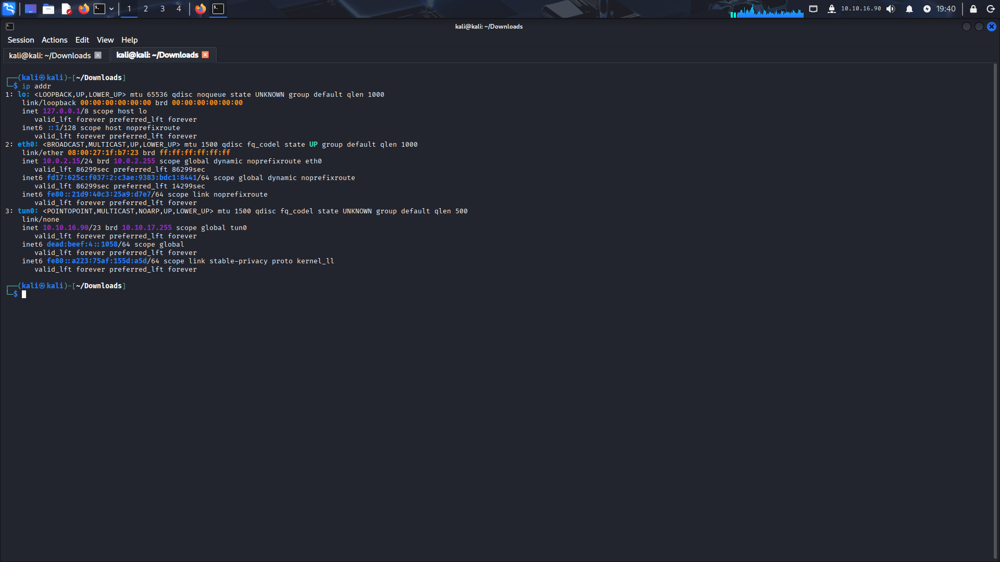 1 2 3 4 10.10.16.90 19:40
kali@kali: ~/Downloads
Session Actions Edit View Help
kali@kali: ~/Downloads kali@kali: ~/Downloads
┌──(kali㉿kali)-[~/Downloads]
└─$ ip addr
1: lo: <LOOPBACK,UP,LOWER_UP> mtu 65536 qdisc noqueue state UNKNOWN group default qlen 1000
    link/loopback 00:00:00:00:00:00 brd 00:00:00:00:00:00
    inet 127.0.0.1/8 scope host lo
       valid_lft forever preferred_lft forever
    inet6 ::1/128 scope host noprefixroute
       valid_lft forever preferred_lft forever
2: eth0: <BROADCAST,MULTICAST,UP,LOWER_UP> mtu 1500 qdisc fq_codel state UP group default qlen 1000
    link/ether 08:00:27:1f:b7:23 brd ff:ff:ff:ff:ff:ff
    inet 10.0.2.15/24 brd 10.0.2.255 scope global dynamic noprefixroute eth0
       valid_lft 86299sec preferred_lft 86299sec
    inet6 fd17:625c:f037:2:c3ae:9383:bdc1:8441/64 scope global dynamic noprefixroute
       valid_lft 86299sec preferred_lft 14299sec
    inet6 fe80::21d9:40c3:25a9:d7e7/64 scope link noprefixroute
       valid_lft forever preferred_lft forever
3: tun0: <POINTOPOINT,MULTICAST,NOARP,UP,LOWER_UP> mtu 1500 qdisc fq_codel state UNKNOWN group default qlen 500
    link/none
    inet 10.10.16.90/23 brd 10.10.17.255 scope global tun0
       valid_lft forever preferred_lft forever
    inet6 dead:beef:4::1058/64 scope global
       valid_lft forever preferred_lft forever
    inet6 fe80::a223:75af:155d:a5d/64 scope link stable-privacy proto kernel_ll
       valid_lft forever preferred_lft forever
┌──(kali㉿kali)-[~/Downloads]
└─$